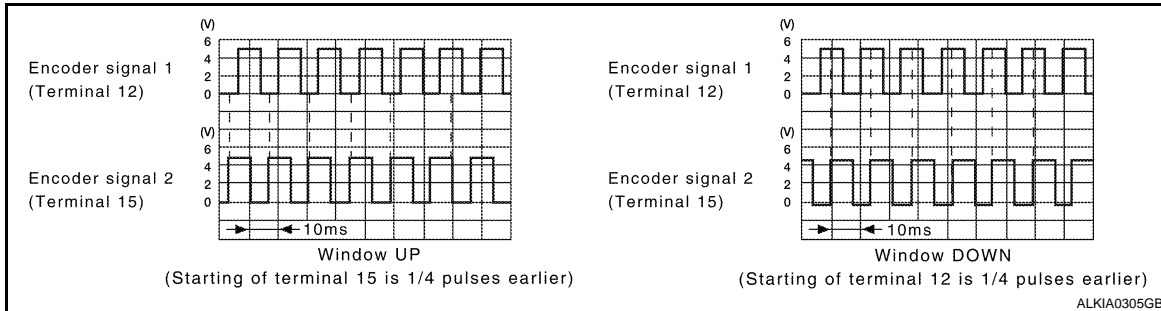 (V)
6
4
2
0
Encoder signal 1
(Terminal 12)
(V)
6
4
2
0
Encoder signal 2
(Terminal 15)
10ms
Window UP
(Starting of terminal 15 is 1/4 pulses earlier)
(V)
6
4
2
0
Encoder signal 1
(Terminal 12)
(V)
6
4
2
0
Encoder signal 2
(Terminal 15)
10ms
Window DOWN
(Starting of terminal 12 is 1/4 pulses earlier)
ALKIA0305GB